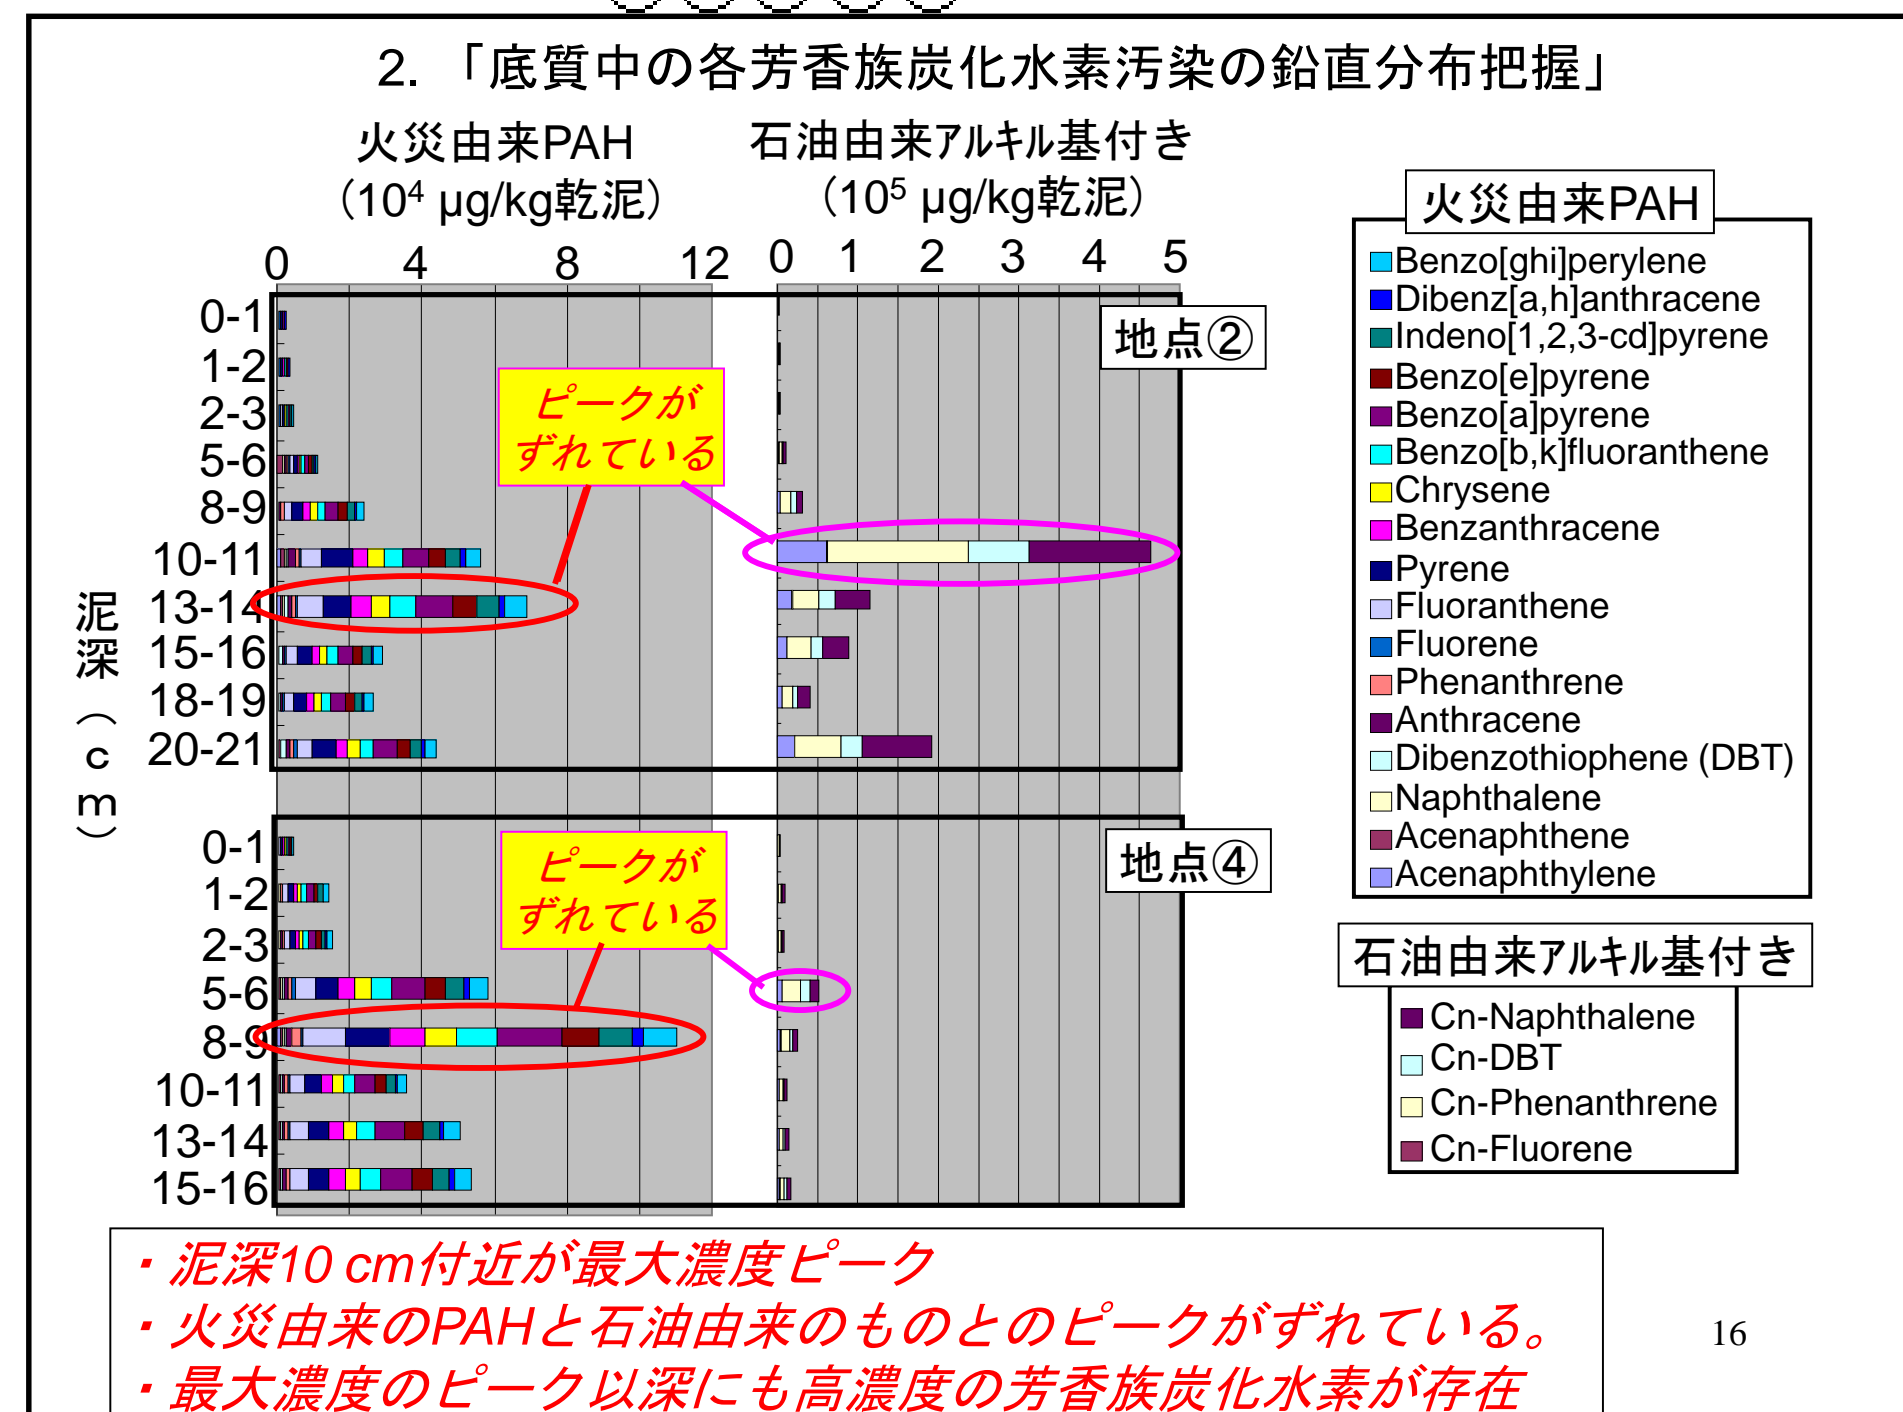 2. 「底質中の各芳香族炭化水素汚染の鉛直分布把握」
火災由来PAH
（10⁴ μg/kg乾泥）
石油由来ｱﾙｷﾙ基付き
（10⁵ μg/kg乾泥）
0 4 8 12
0 1 2 3 4 5
泥深（cm）
0-1
1-2
2-3
5-6
8-9
10-11
13-14
15-16
18-19
20-21
地点②
ピークが
ずれている
0-1
1-2
2-3
5-6
8-9
10-11
13-14
15-16
地点④
ピークが
ずれている
火災由来PAH
Benzo[ghi]perylene
Dibenz[a,h]anthracene
Indeno[1,2,3-cd]pyrene
Benzo[e]pyrene
Benzo[a]pyrene
Benzo[b,k]fluoranthene
Chrysene
Benzanthracene
Pyrene
Fluoranthene
Fluorene
Phenanthrene
Anthracene
Dibenzothiophene (DBT)
Naphthalene
Acenaphthene
Acenaphthylene
石油由来ｱﾙｷﾙ基付き
Cn-Naphthalene
Cn-DBT
Cn-Phenanthrene
Cn-Fluorene
・泥深10 cm付近が最大濃度ピーク
・火災由来のPAHと石油由来のものとのピークがずれている。
・最大濃度のピーク以深にも高濃度の芳香族炭化水素が存在
16